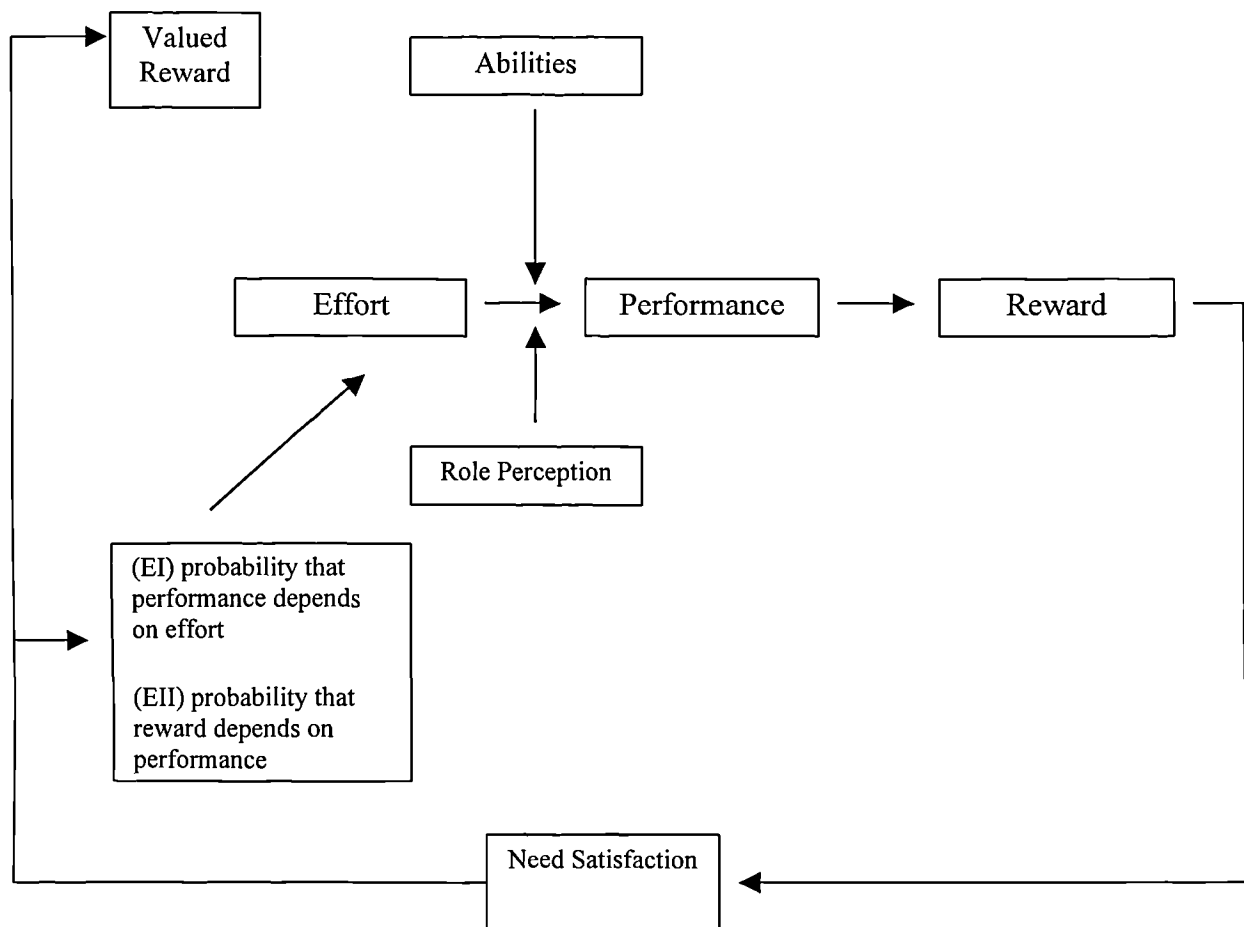 Valued
Reward
Abilities
Effort
Performance
Reward
Role Perception
(EI) probability that
performance depends
on effort
(EII) probability that
reward depends on
performance
Need Satisfaction